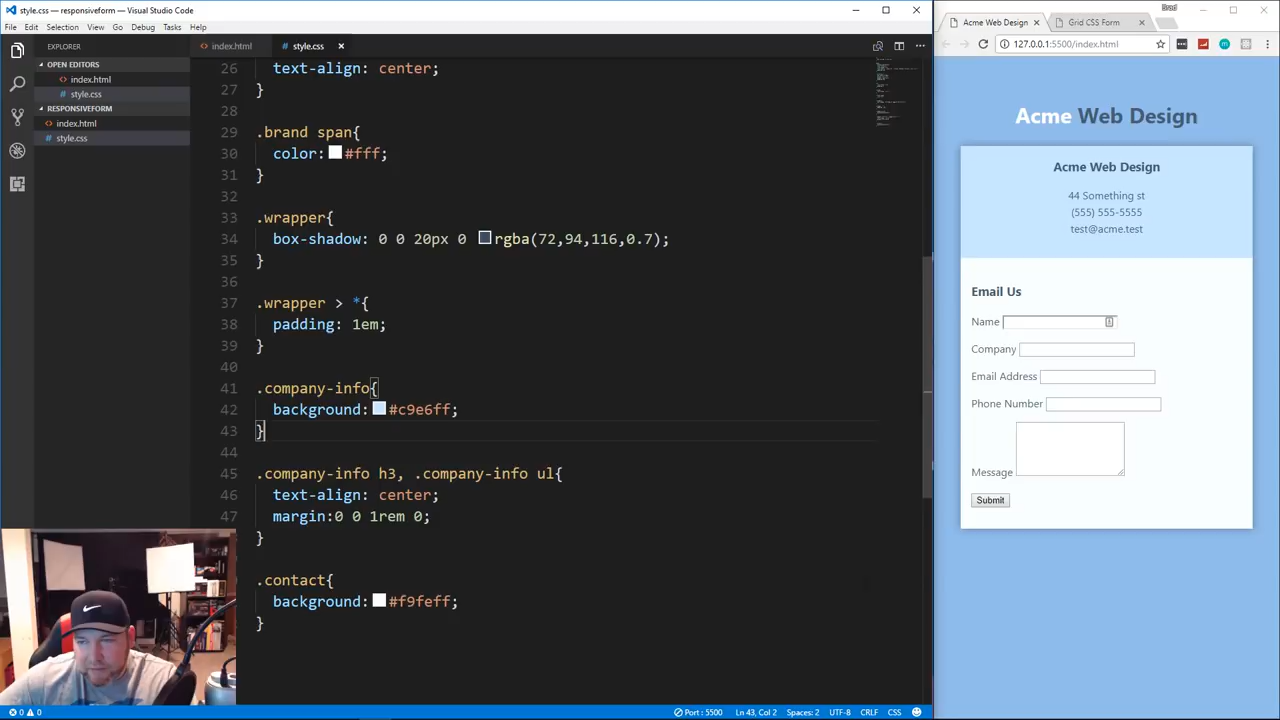 style.css — responsiveform — Visual Studio Code
File Edit Selection View Go Debug Tasks Help
EXPLORER
OPEN EDITORS
index.html
style.css
RESPONSIVEFORM
index.html
style.css
index.html style.css
26 text-align: center;
27 }
28
29 .brand span{
30 color: #fff;
31 }
32
33 .wrapper{
34 box-shadow: 0 0 20px 0 rgba(72,94,116,0.7);
35 }
36
37 .wrapper > *{
38 padding: 1em;
39 }
40
41 .company-info{
42 background: #c9e6ff;
43 }
44
45 .company-info h3, .company-info ul{
46 text-align: center;
47 margin:0 0 1rem 0;
}
.contact{
background: #f9feff;
}
0 0
Port : 5500 Ln 43, Col 2 Spaces: 2 UTF-8 CRLF CSS
Brad
Acme Web Design Grid CSS Form
127.0.0.1:5500/index.html
Acme Web Design
Acme Web Design
44 Something st
(555) 555-5555
test@acme.test
Email Us
Name
Company
Email Address
Phone Number
Message
Submit